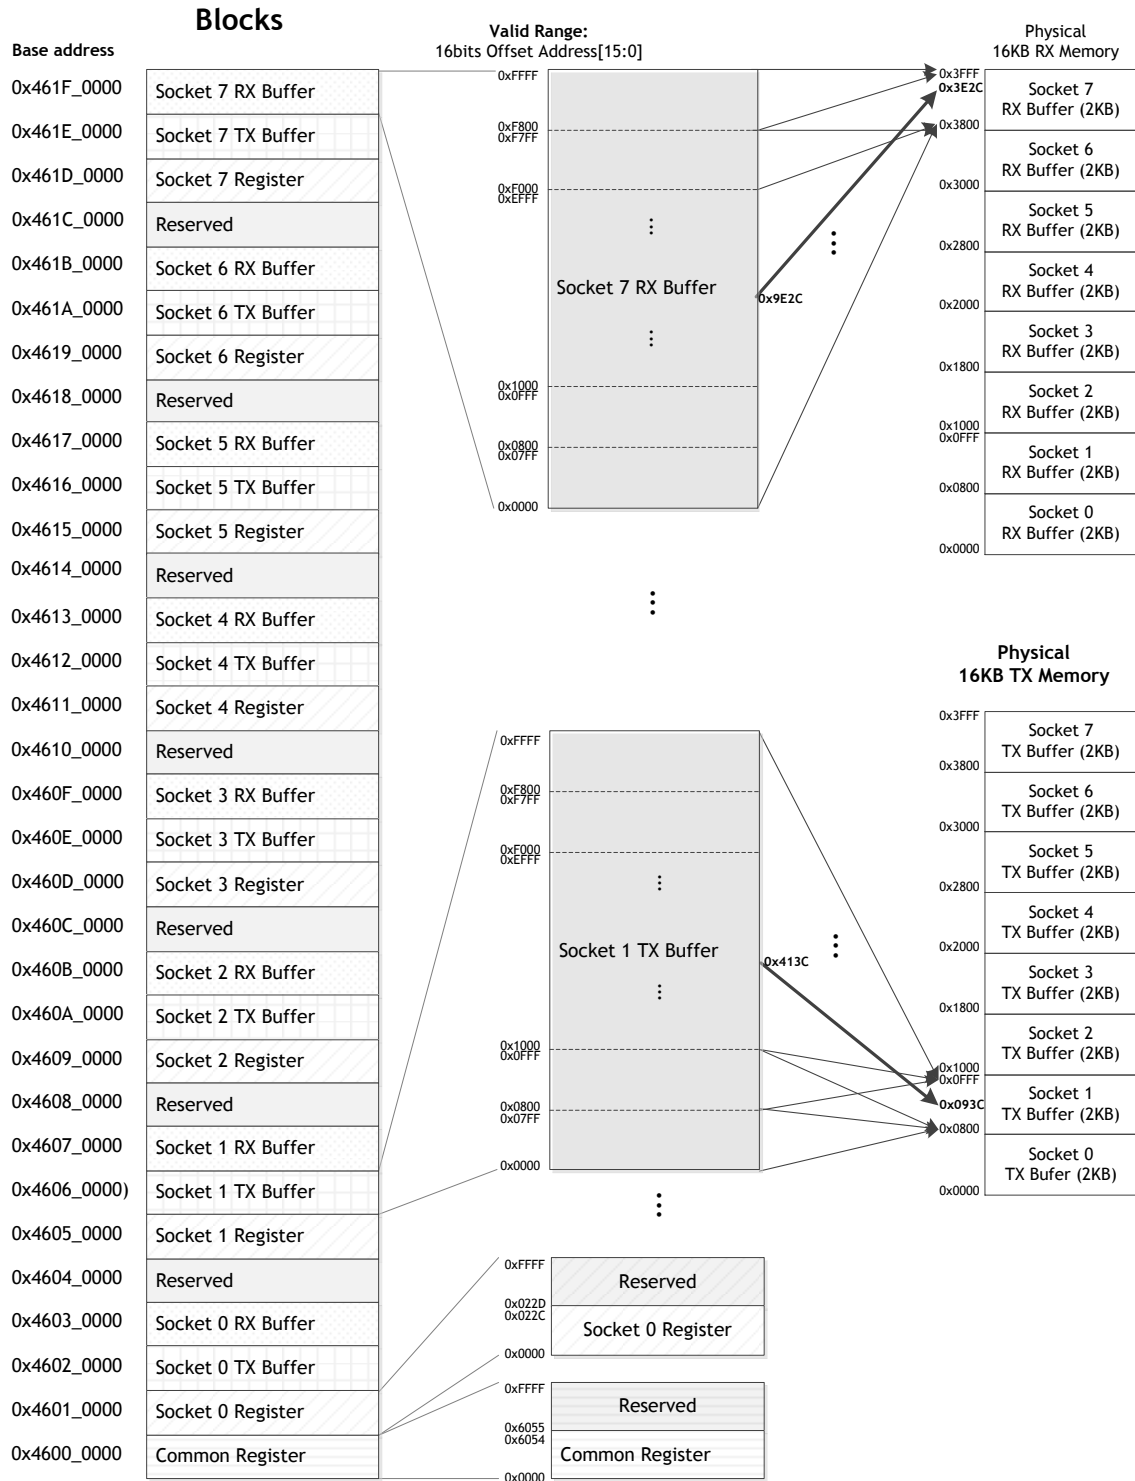 Blocks
Base address
Valid Range:
16bits Offset Address[15:0]
Physical
16KB RX Memory
0x461F_0000
Socket 7 RX Buffer
0x461E_0000
Socket 7 TX Buffer
0x461D_0000
Socket 7 Register
0x461C_0000
Reserved
0x461B_0000
Socket 6 RX Buffer
0x461A_0000
Socket 6 TX Buffer
0x4619_0000
Socket 6 Register
0x4618_0000
Reserved
0x4617_0000
Socket 5 RX Buffer
0x4616_0000
Socket 5 TX Buffer
0x4615_0000
Socket 5 Register
0x4614_0000
Reserved
0x4613_0000
Socket 4 RX Buffer
0x4612_0000
Socket 4 TX Buffer
0x4611_0000
Socket 4 Register
0x4610_0000
Reserved
0x460F_0000
Socket 3 RX Buffer
0x460E_0000
Socket 3 TX Buffer
0x460D_0000
Socket 3 Register
0x460C_0000
Reserved
0x460B_0000
Socket 2 RX Buffer
0x460A_0000
Socket 2 TX Buffer
0x4609_0000
Socket 2 Register
0x4608_0000
Reserved
0x4607_0000
Socket 1 RX Buffer
0x4606_0000)
Socket 1 TX Buffer
0x4605_0000
Socket 1 Register
0x4604_0000
Reserved
0x4603_0000
Socket 0 RX Buffer
0x4602_0000
Socket 0 TX Buffer
0x4601_0000
Socket 0 Register
0x4600_0000
Common Register
0xFFFF
0xF800
0xF7FF
0xF000
0xEFFF
Socket 7 RX Buffer
0x9E2C
0x1000
0x0FFF
0x0800
0x07FF
0x0000
0x3FFF
0x3E2C
Socket 7
RX Buffer (2KB)
0x3800
Socket 6
RX Buffer (2KB)
0x3000
Socket 5
RX Buffer (2KB)
0x2800
Socket 4
RX Buffer (2KB)
0x2000
Socket 3
RX Buffer (2KB)
0x1800
Socket 2
RX Buffer (2KB)
0x1000
0x0FFF
Socket 1
RX Buffer (2KB)
0x0800
Socket 0
RX Buffer (2KB)
0x0000
Physical
16KB TX Memory
0xFFFF
0xF800
0xF7FF
0xF000
0xEFFF
Socket 1 TX Buffer
0x413C
0x1000
0x0FFF
0x0800
0x07FF
0x0000
0x3FFF
Socket 7
TX Buffer (2KB)
0x3800
Socket 6
TX Buffer (2KB)
0x3000
Socket 5
TX Buffer (2KB)
0x2800
Socket 4
TX Buffer (2KB)
0x2000
Socket 3
TX Buffer (2KB)
0x1800
Socket 2
TX Buffer (2KB)
0x1000
0x0FFF
Socket 1
TX Buffer (2KB)
0x093C
0x0800
Socket 0
TX Bufer (2KB)
0x0000
0xFFFF
Reserved
0x022D
0x022C
Socket 0 Register
0x0000
0xFFFF
Reserved
0x6055
0x6054
Common Register
0x0000